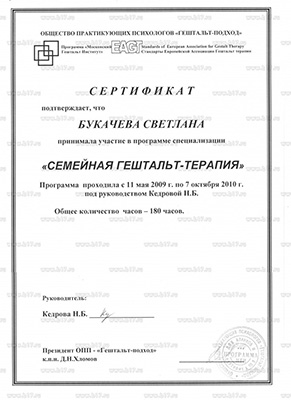 ОБЩЕСТВО ПРАКТИКУЮЩИХ ПСИХОЛОГОВ «ГЕШТАЛЬТ-ПОДХОД»
Программа «Московский Гештальт Института»
EAGT
Standards of European Association for Gestalt Therapy
Стандарты Европейской Ассоциации Гештальт терапии
СЕРТИФИКАТ
подтверждает, что
БУКАЧЕВА СВЕТЛАНА
принимала участие в программе специализации
«СЕМЕЙНАЯ ГЕШТАЛЬТ-ТЕРАПИЯ»
Программа проходила с 11 мая 2009 г. по 7 октября 2010 г.
под руководством Кедровой Н.Б.
Общее количество часов – 180 часов.
Руководитель:
Кедрова Н.Б.
Президент ОПП - «Гештальт-подход»
к.п.н. Д.Н.Хломов